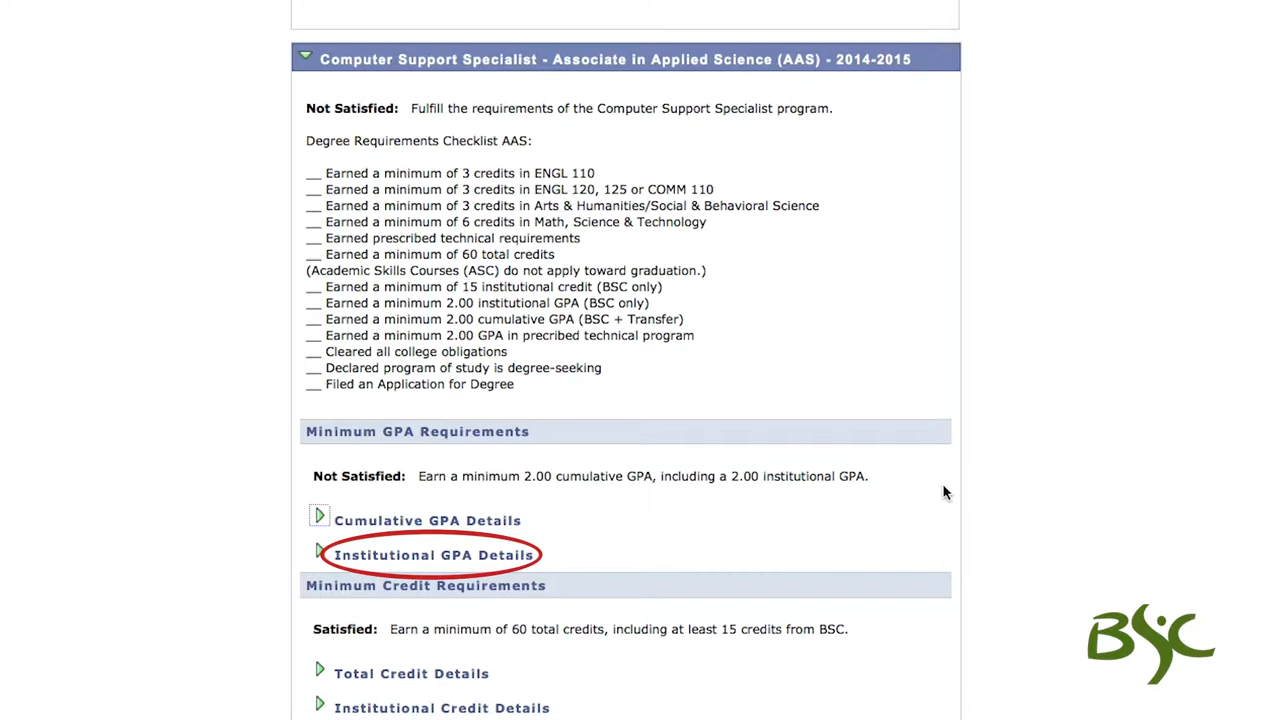 Computer Support Specialist - Associate in Applied Science (AAS) - 2014-2015
Not Satisfied: Fulfill the requirements of the Computer Support Specialist program.
Degree Requirements Checklist AAS:
__ Earned a minimum of 3 credits in ENGL 110
__ Earned a minimum of 3 credits in ENGL 120, 125 or COMM 110
__ Earned a minimum of 3 credits in Arts & Humanities/Social & Behavioral Science
__ Earned a minimum of 6 credits in Math, Science & Technology
__ Earned prescribed technical requirements
__ Earned a minimum of 60 total credits
(Academic Skills Courses (ASC) do not apply toward graduation.)
__ Earned a minimum of 15 institutional credit (BSC only)
__ Earned a minimum 2.00 institutional GPA (BSC only)
__ Earned a minimum 2.00 cumulative GPA (BSC + Transfer)
__ Earned a minimum 2.00 GPA in precribed technical program
__ Cleared all college obligations
__ Declared program of study is degree-seeking
__ Filed an Application for Degree
Minimum GPA Requirements
Not Satisfied: Earn a minimum 2.00 cumulative GPA, including a 2.00 institutional GPA.
Cumulative GPA Details
Institutional GPA Details
Minimum Credit Requirements
Satisfied: Earn a minimum of 60 total credits, including at least 15 credits from BSC.
Total Credit Details
Institutional Credit Details
BSC